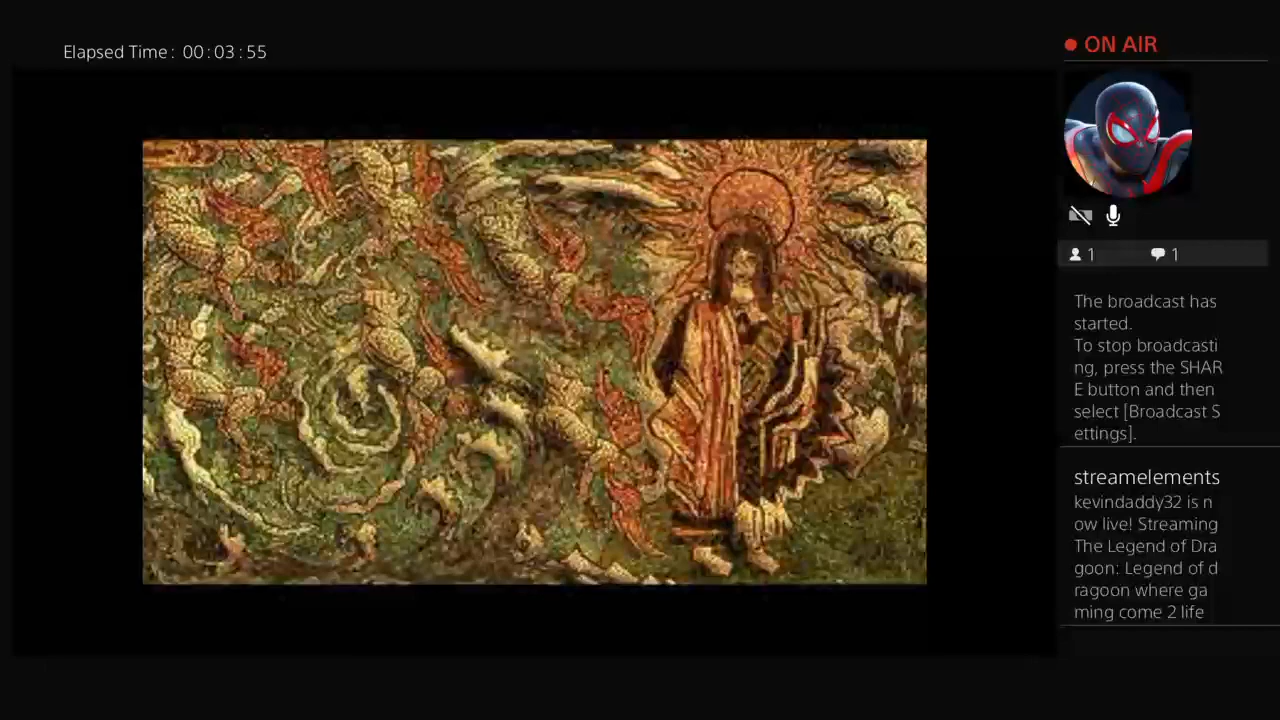 Elapsed Time: 00:03:55
ON AIR
1
1
The broadcast has
started.
To stop broadcasti
ng, press the SHAR
E button and then
select [Broadcast S
ettings].
streamelements
kevindaddy32 is n
ow live! Streaming
The Legend of Dra
goon: Legend of d
ragoon where ga
ming come 2 life